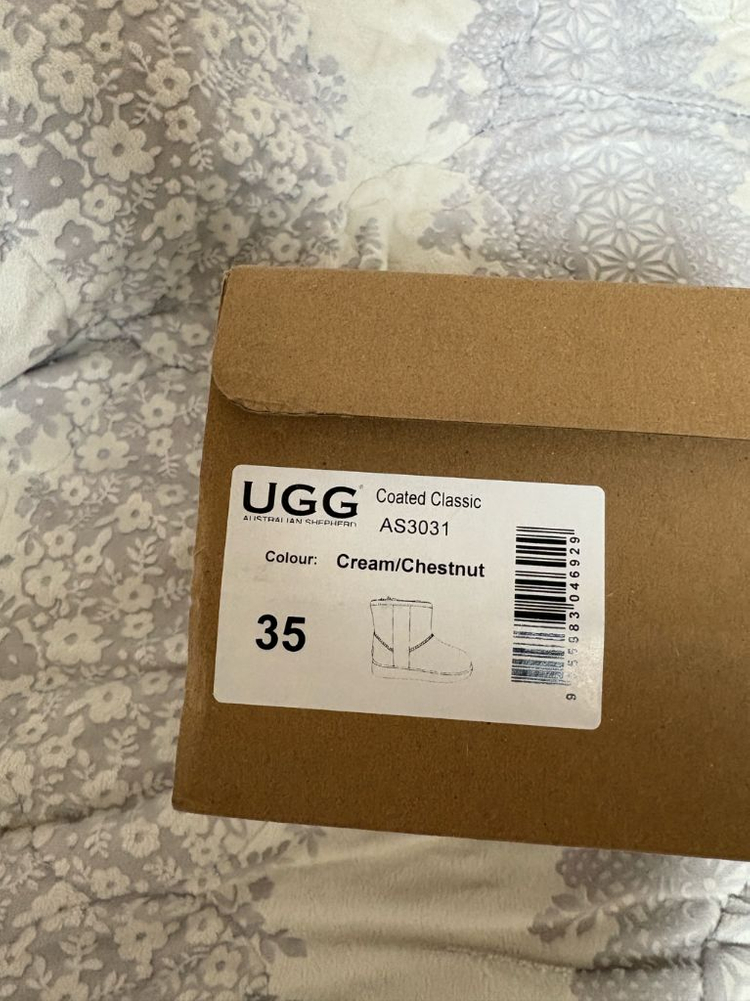 UGG®
AUSTRALIAN SHEPHERD
Coated Classic
AS3031
Colour: Cream/Chestnut
35